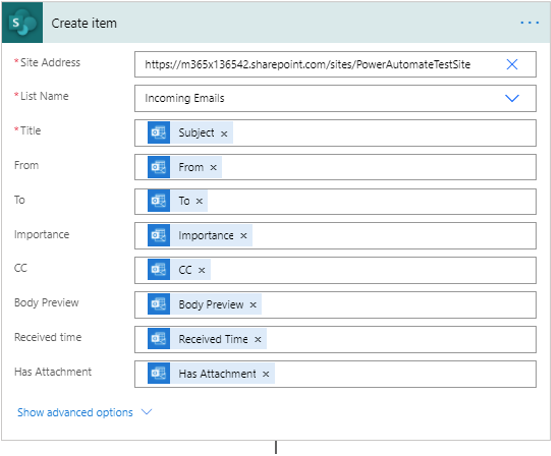 Create item
* Site Address https://m365x136542.sharepoint.com/sites/PowerAutomateTestSite
* List Name Incoming Emails
* Title Subject ×
From From ×
To To ×
Importance Importance ×
CC CC ×
Body Preview Body Preview ×
Received time Received Time ×
Has Attachment Has Attachment ×
Show advanced options